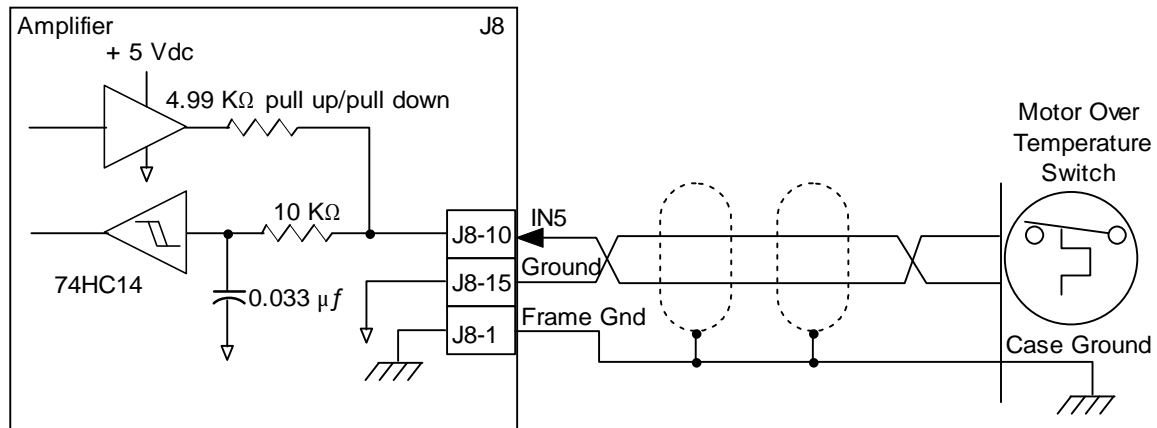 Amplifier
J8
+ 5 Vdc
4.99 KΩ pull up/pull down
10 KΩ
74HC14
0.033 µf
J8-10
J8-15
J8-1
IN5
Ground
Frame Gnd
Motor Over
Temperature
Switch
Case Ground